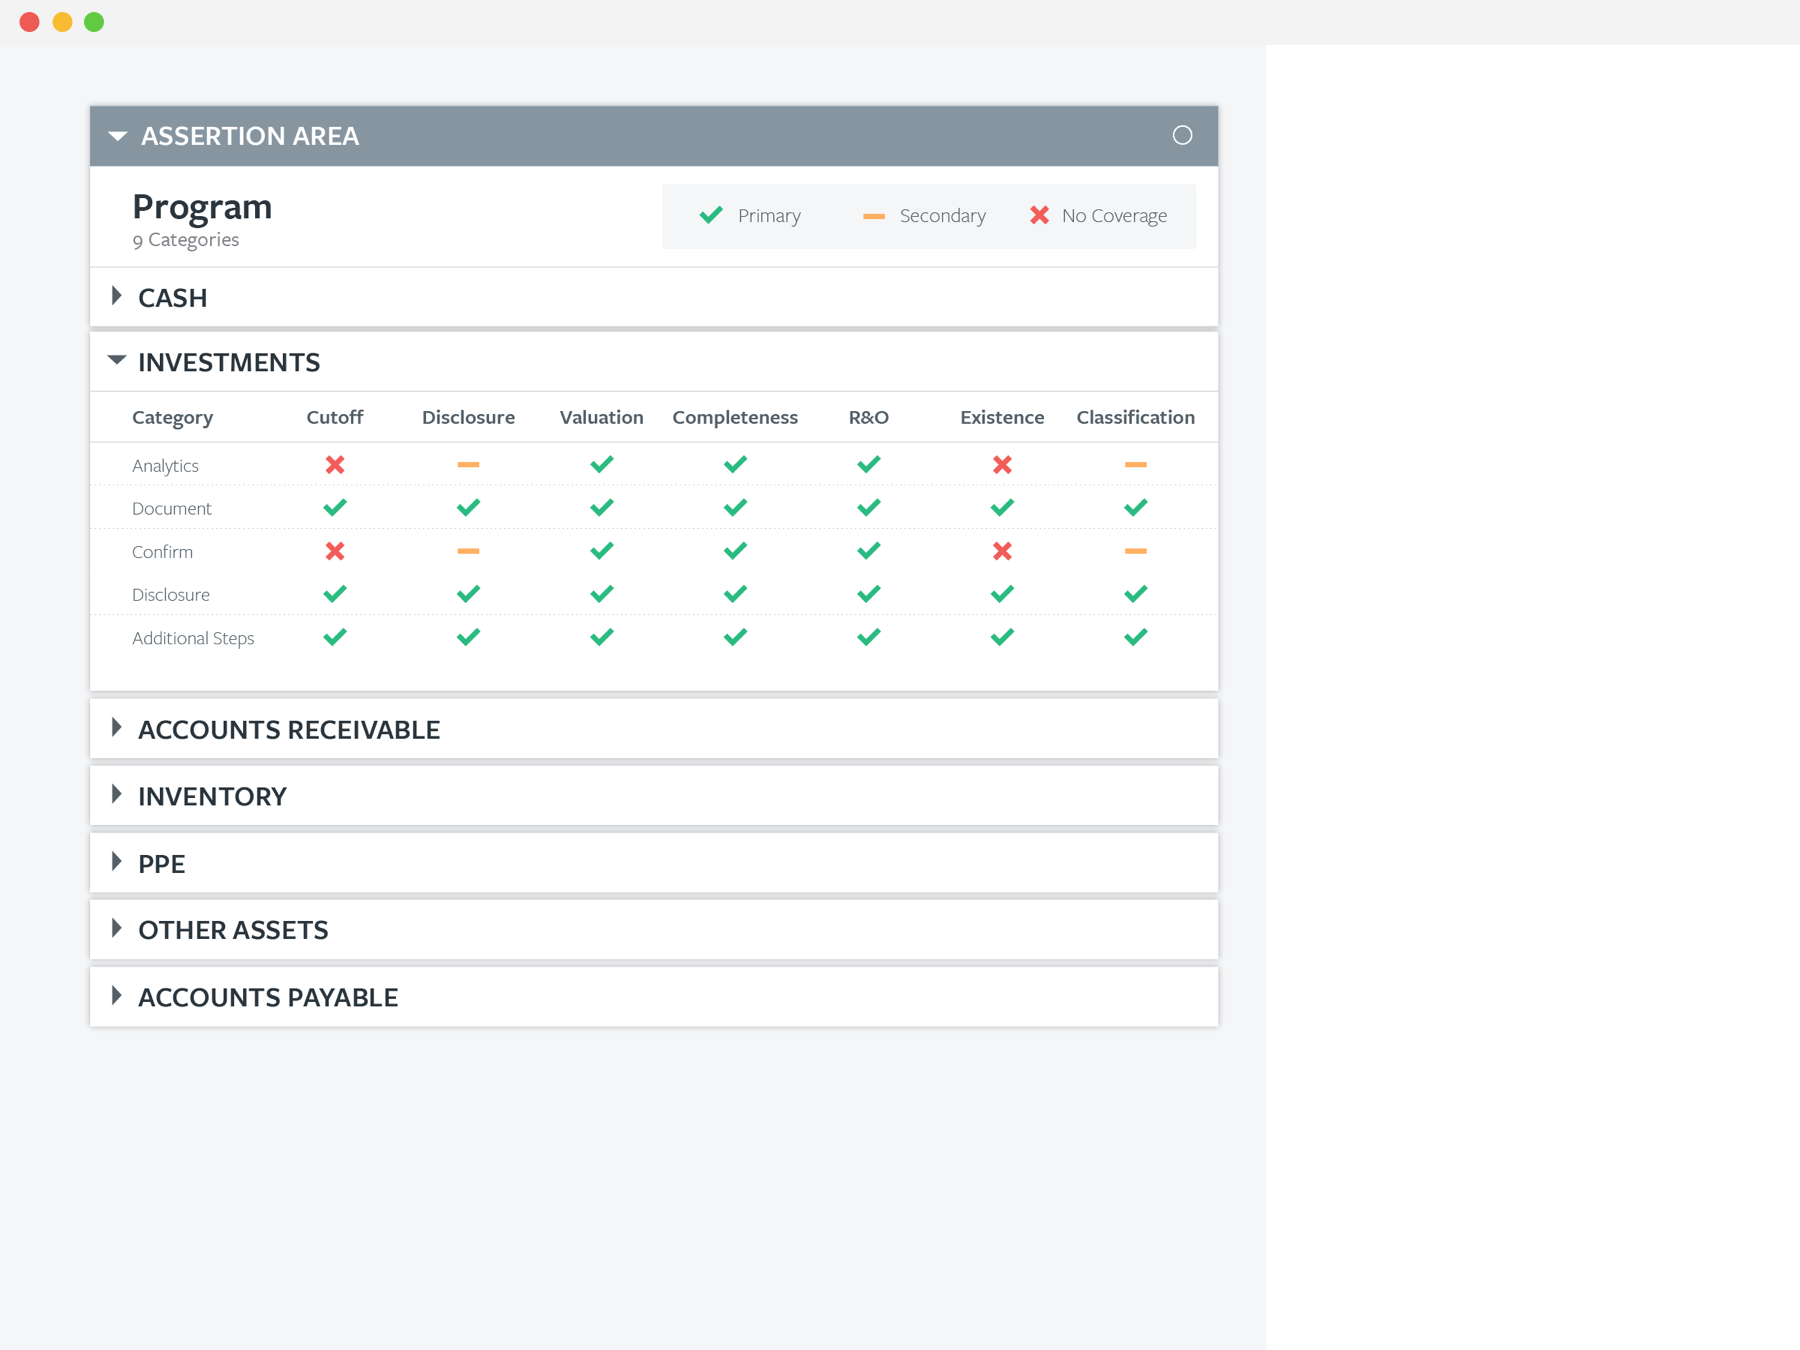 ASSERTION AREA
Program
9 Categories
Primary Secondary No Coverage
CASH
INVESTMENTS
Category Cutoff Disclosure Valuation Completeness R&O Existence Classification
Analytics
Document
Confirm
Disclosure
Additional Steps
ACCOUNTS RECEIVABLE
INVENTORY
PPE
OTHER ASSETS
ACCOUNTS PAYABLE